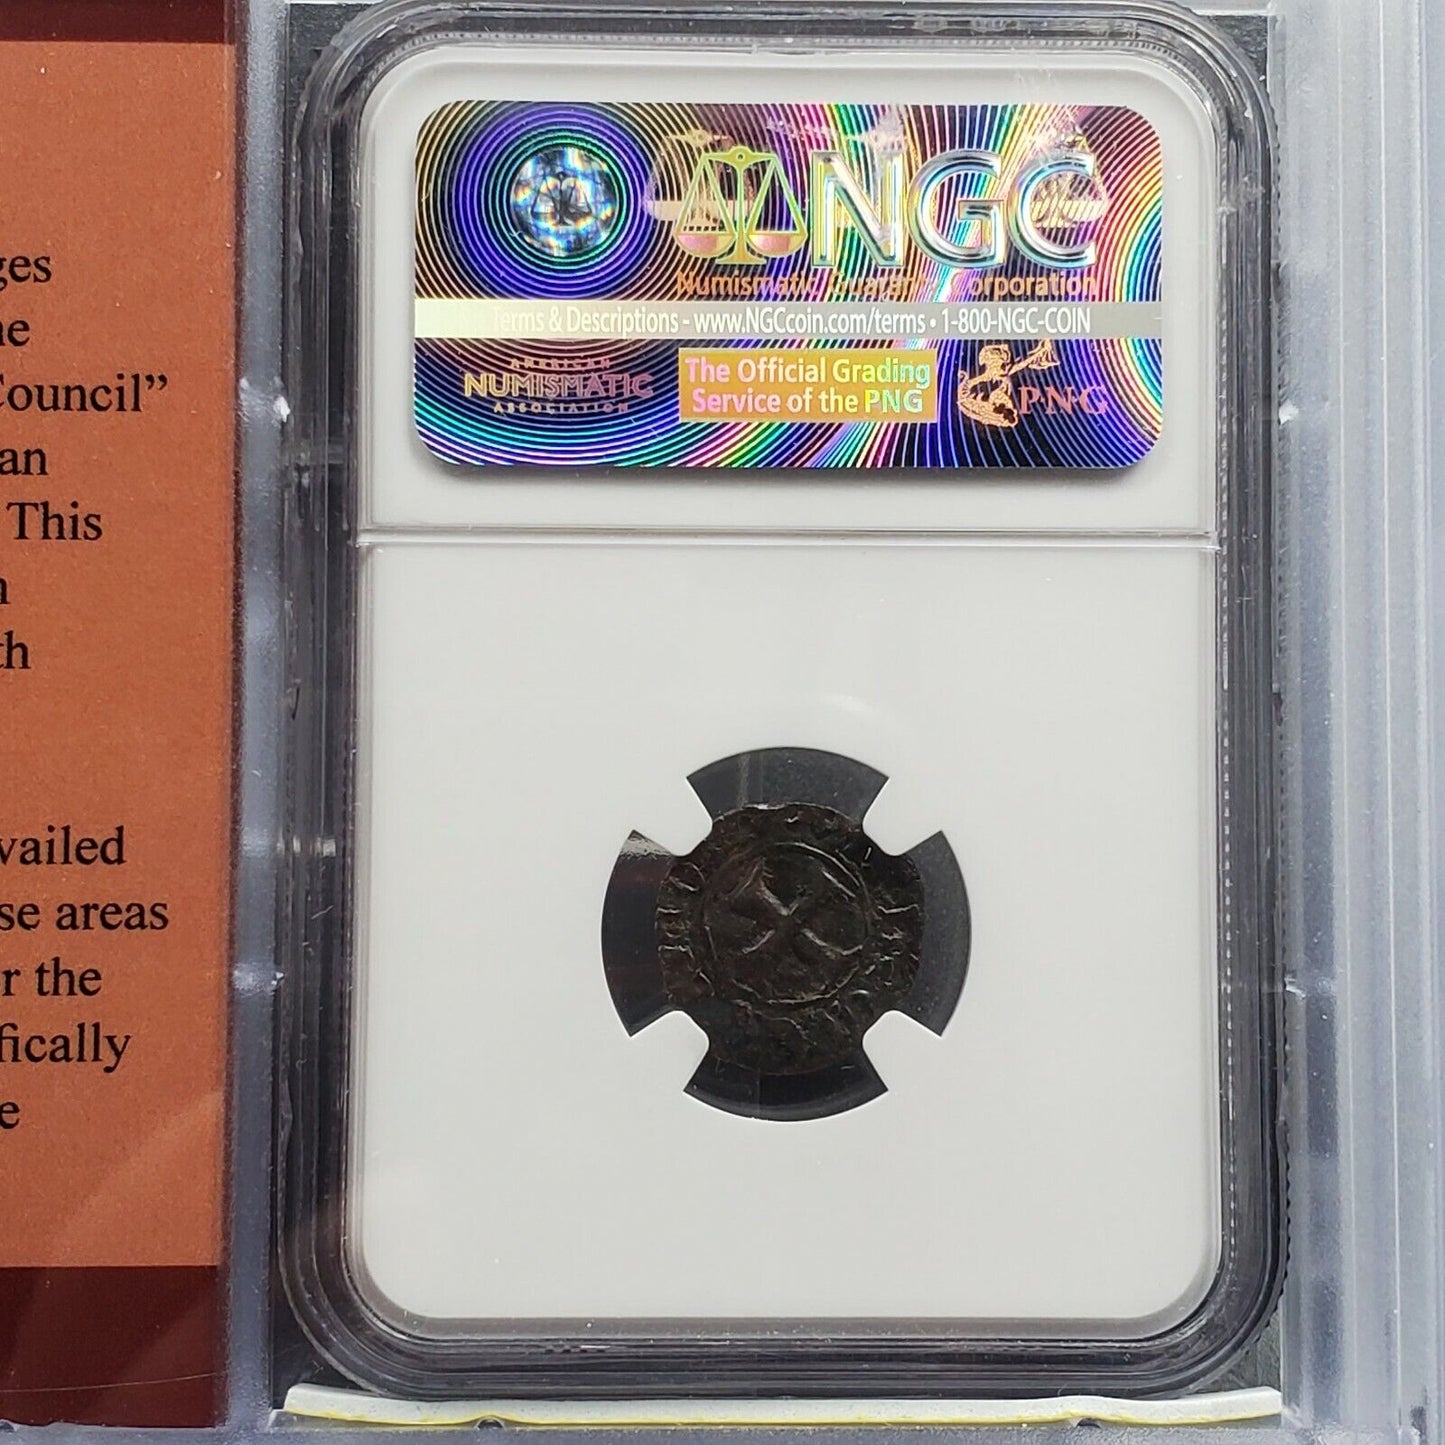 ges
he
Council”
an
This
n
th
vailed
se areas
r the
fically
e
NGC
Numismatic Guaranty Corporation
Terms & Descriptions - www.NGCcoin.com/terms • 1-800-NGC-COIN
AMERICAN
NUMISMATIC
ASSOCIATION
The Official Grading
Service of the PNG
P·N·G